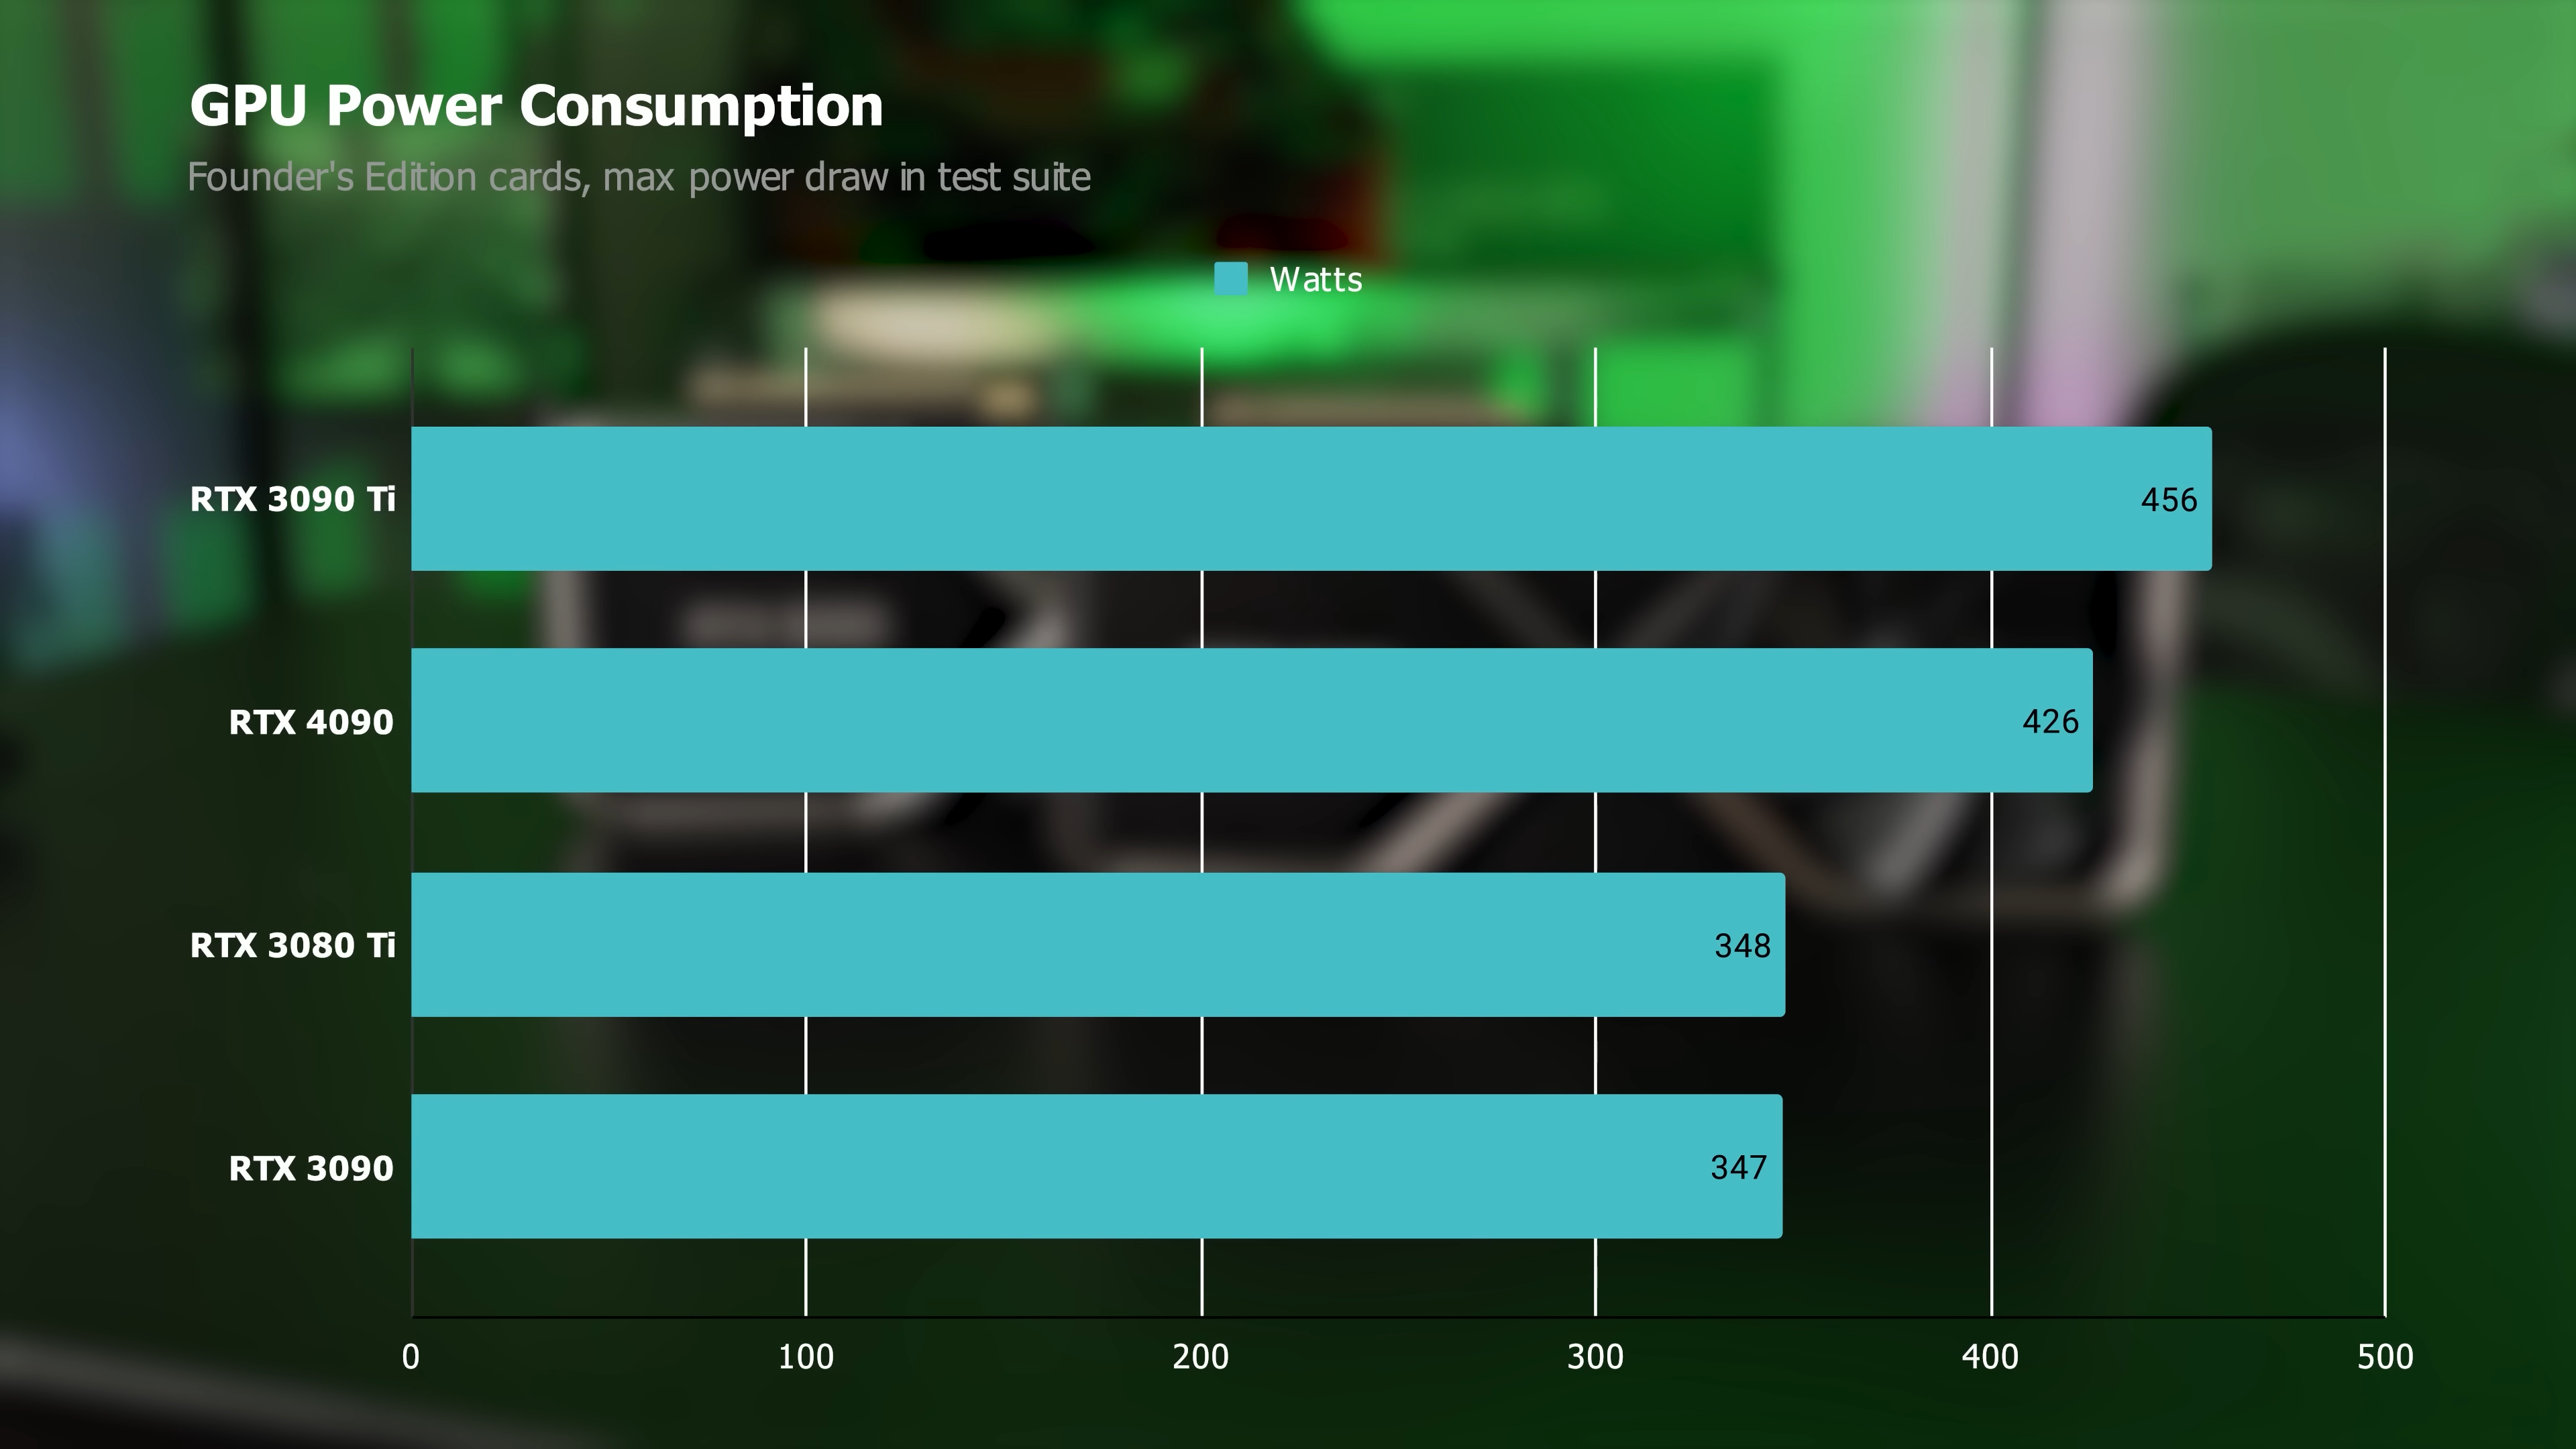 GPU Power Consumption
Founder's Edition cards, max power draw in test suite
Watts
RTX 3090 Ti 456
RTX 4090 426
RTX 3080 Ti 348
RTX 3090 347
0 100 200 300 400 500